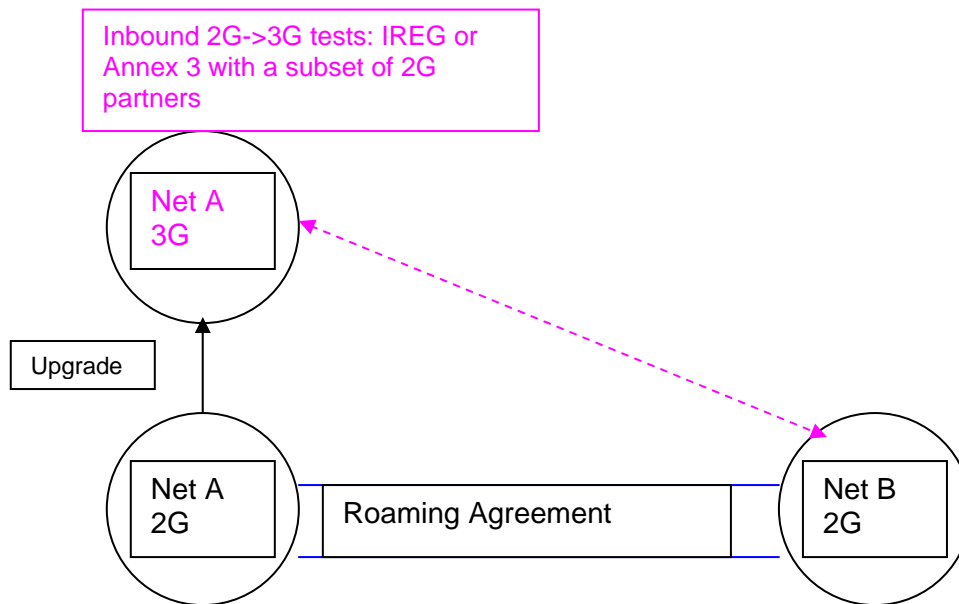 Inbound 2G->3G tests: IREG or
Annex 3 with a subset of 2G
partners
Net A
3G
Upgrade
Net A
2G
Roaming Agreement
Net B
2G